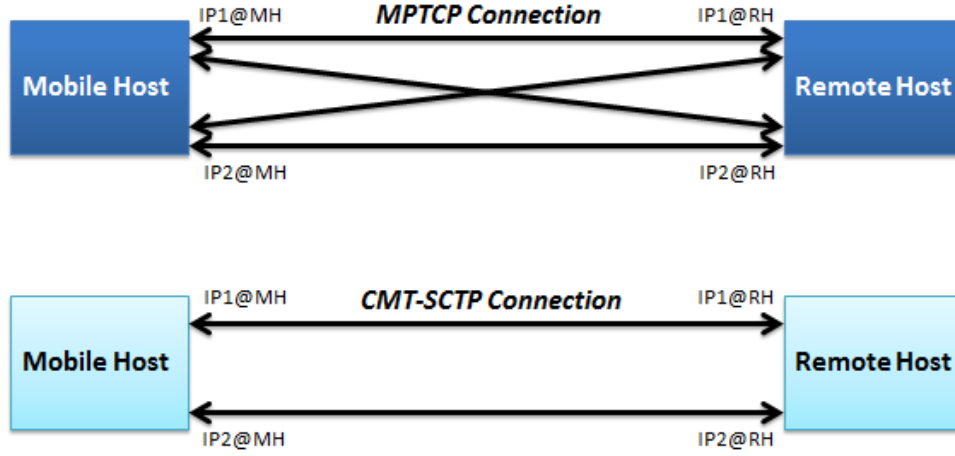 IP1@MH MPTCP Connection IP1@RH
Mobile Host Remote Host
IP2@MH IP2@RH
IP1@MH CMT-SCTP Connection IP1@RH
Mobile Host Remote Host
IP2@MH IP2@RH